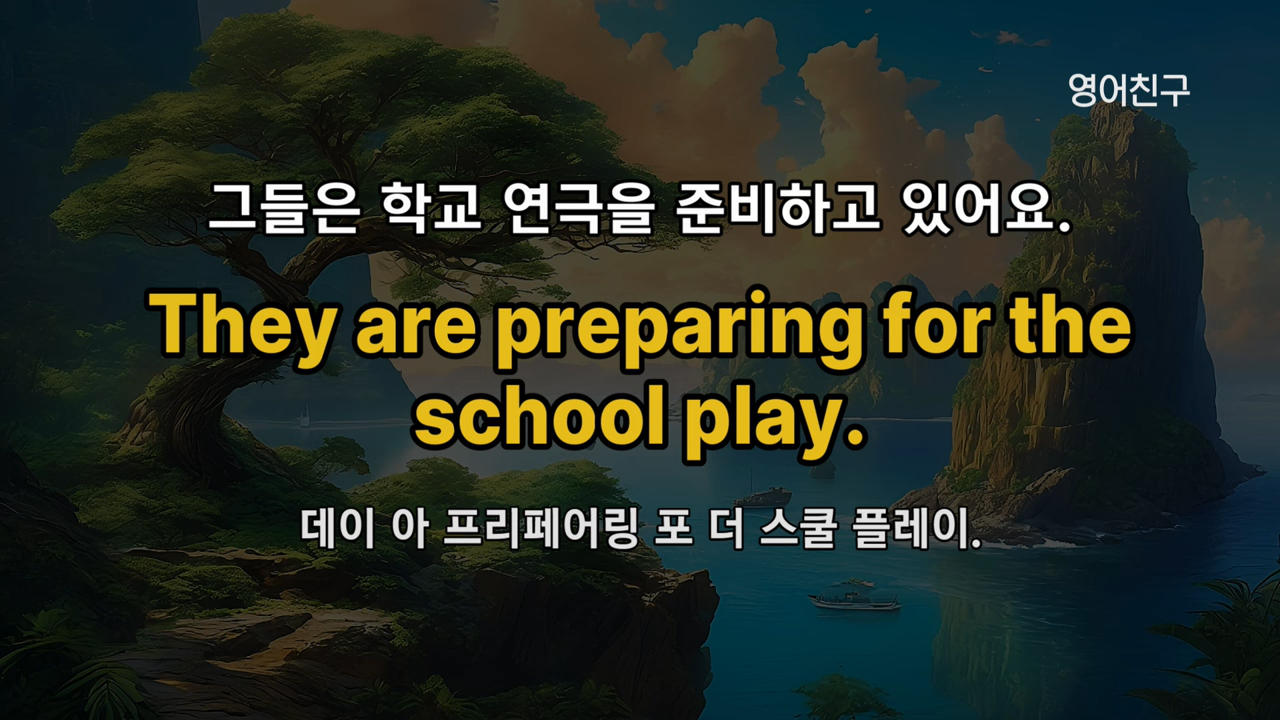 영어친구
그들은 학교 연극을 준비하고 있어요.
They are preparing for the
school play.
데이 아 프리페어링 포 더 스쿨 플레이.